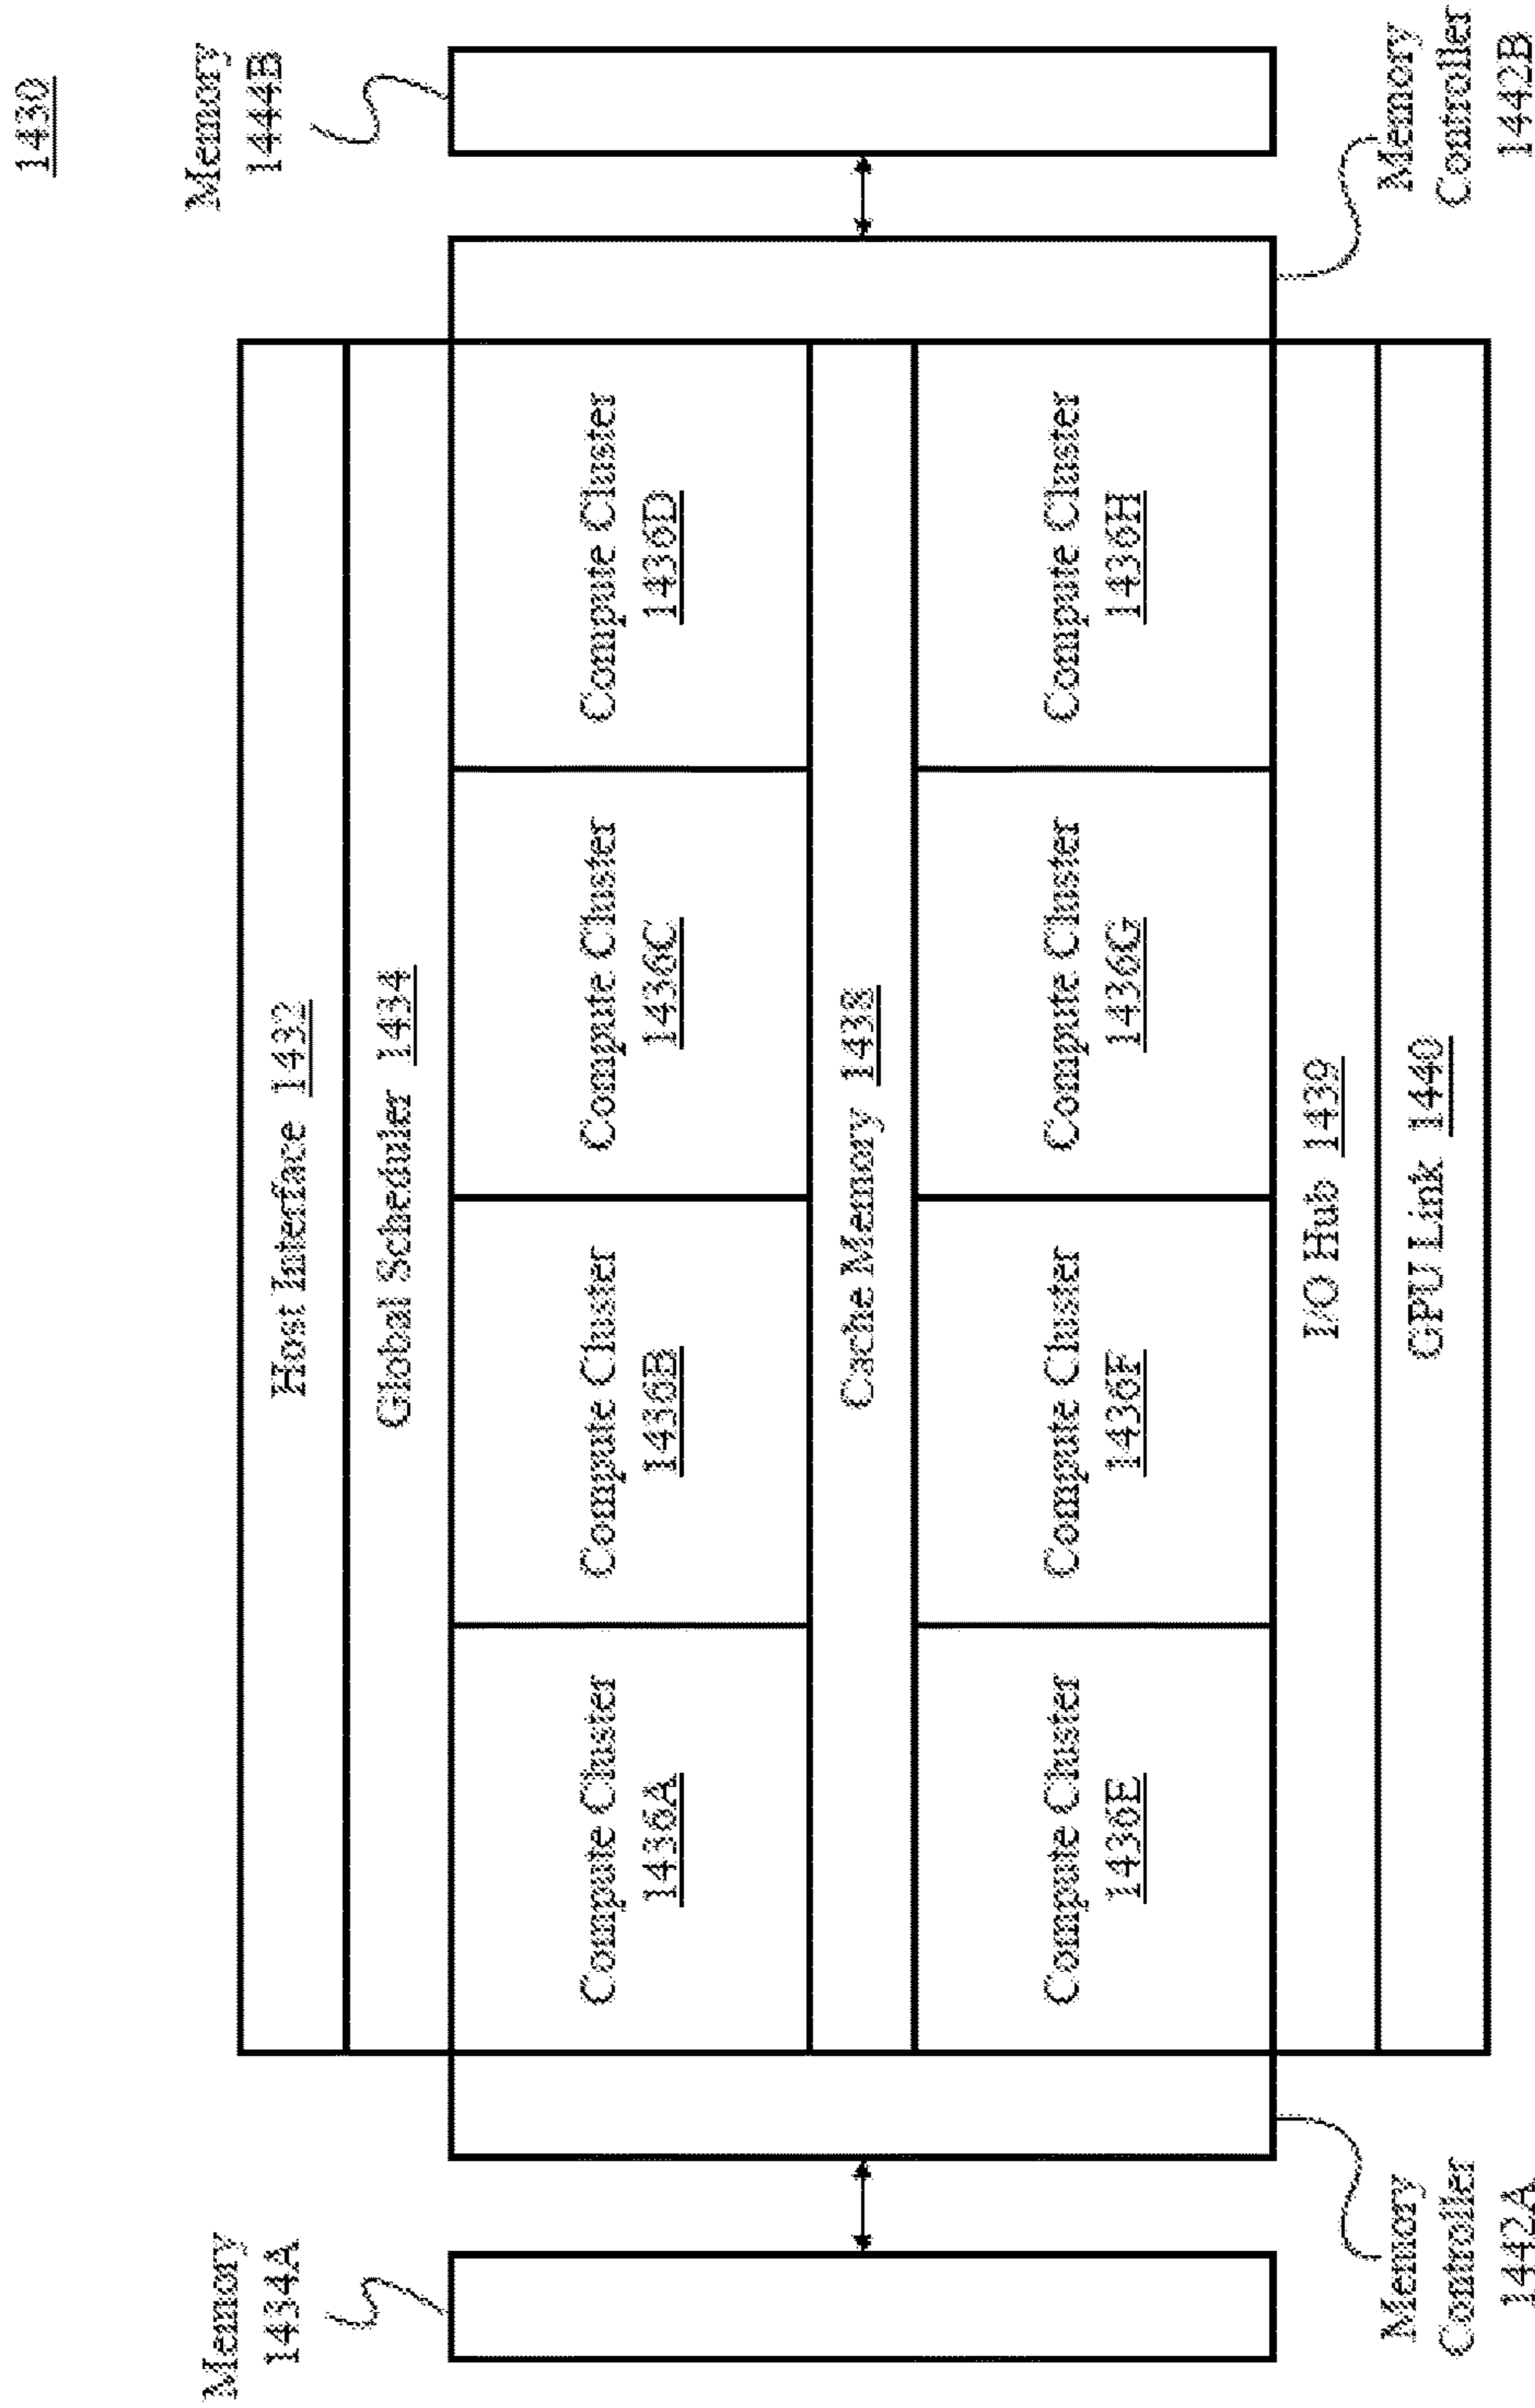 1430
Memory
1434A
Memory
1444B
Host Interface 1432
Global Scheduler 1434
Compute Cluster
1436A
Compute Cluster
1436B
Compute Cluster
1436C
Compute Cluster
1436D
Cache Memory 1438
Compute Cluster
1436E
Compute Cluster
1436F
Compute Cluster
1436G
Compute Cluster
1436H
I/O Hub 1439
GPU Link 1440
Memory
Controller
1442A
Memory
Controller
1442B